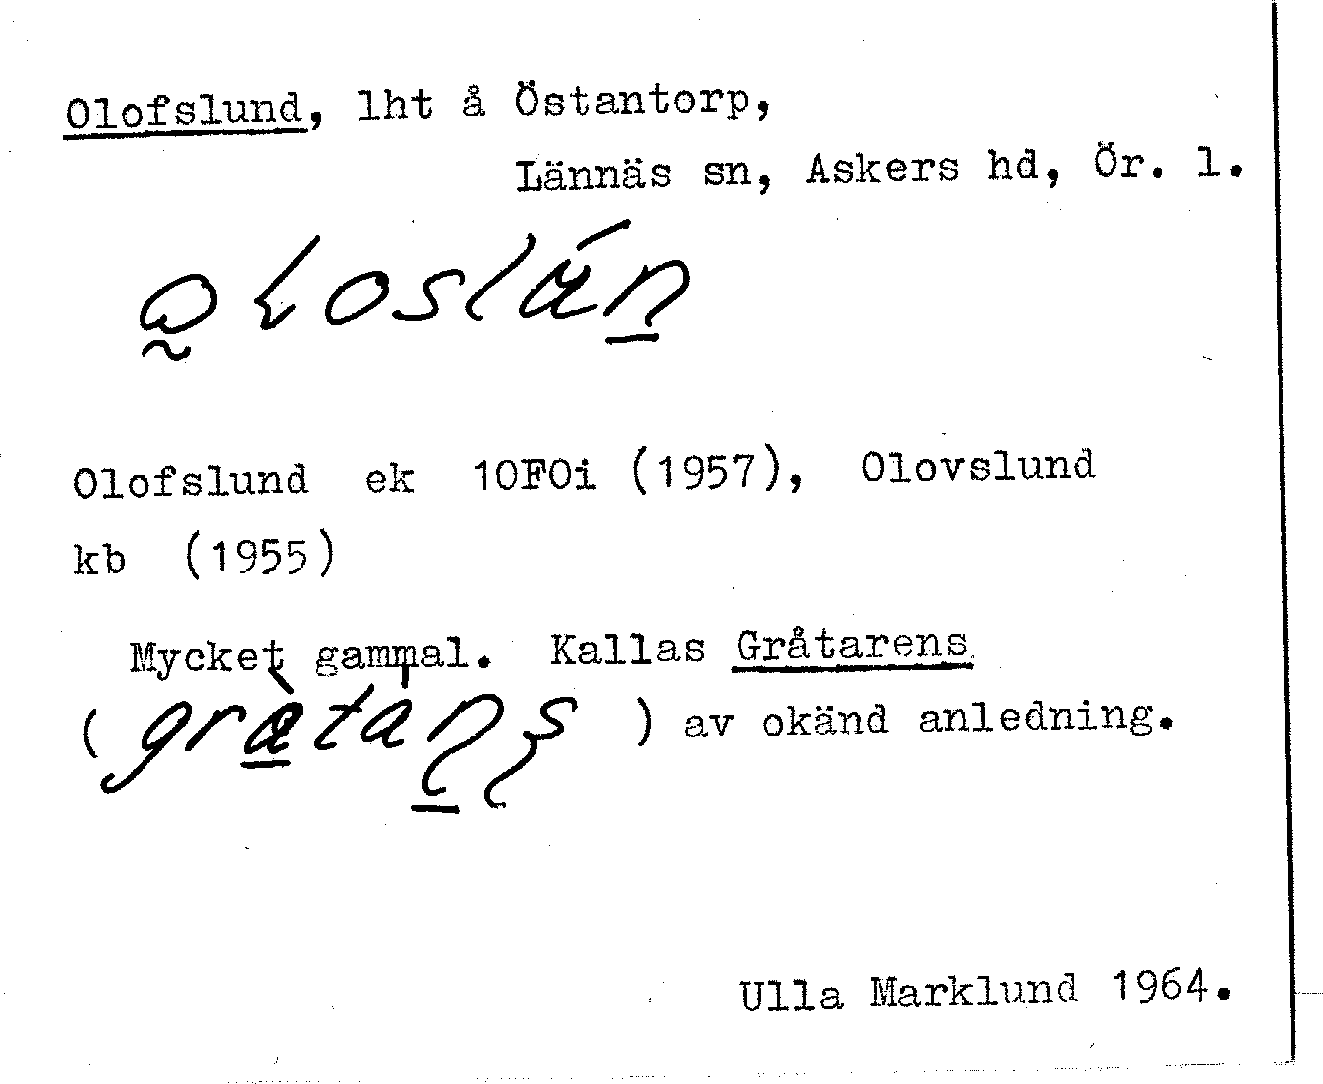 Olofslund, lht å Östantorp,
Lännäs sn, Askers hd, Ör. l.
Olofslund ek 10F0i (1957), Olovslund
kb (1955)
Mycket gammal. Kallas Gråtarens
( ) av okänd anledning.
Ulla Marklund 1964.